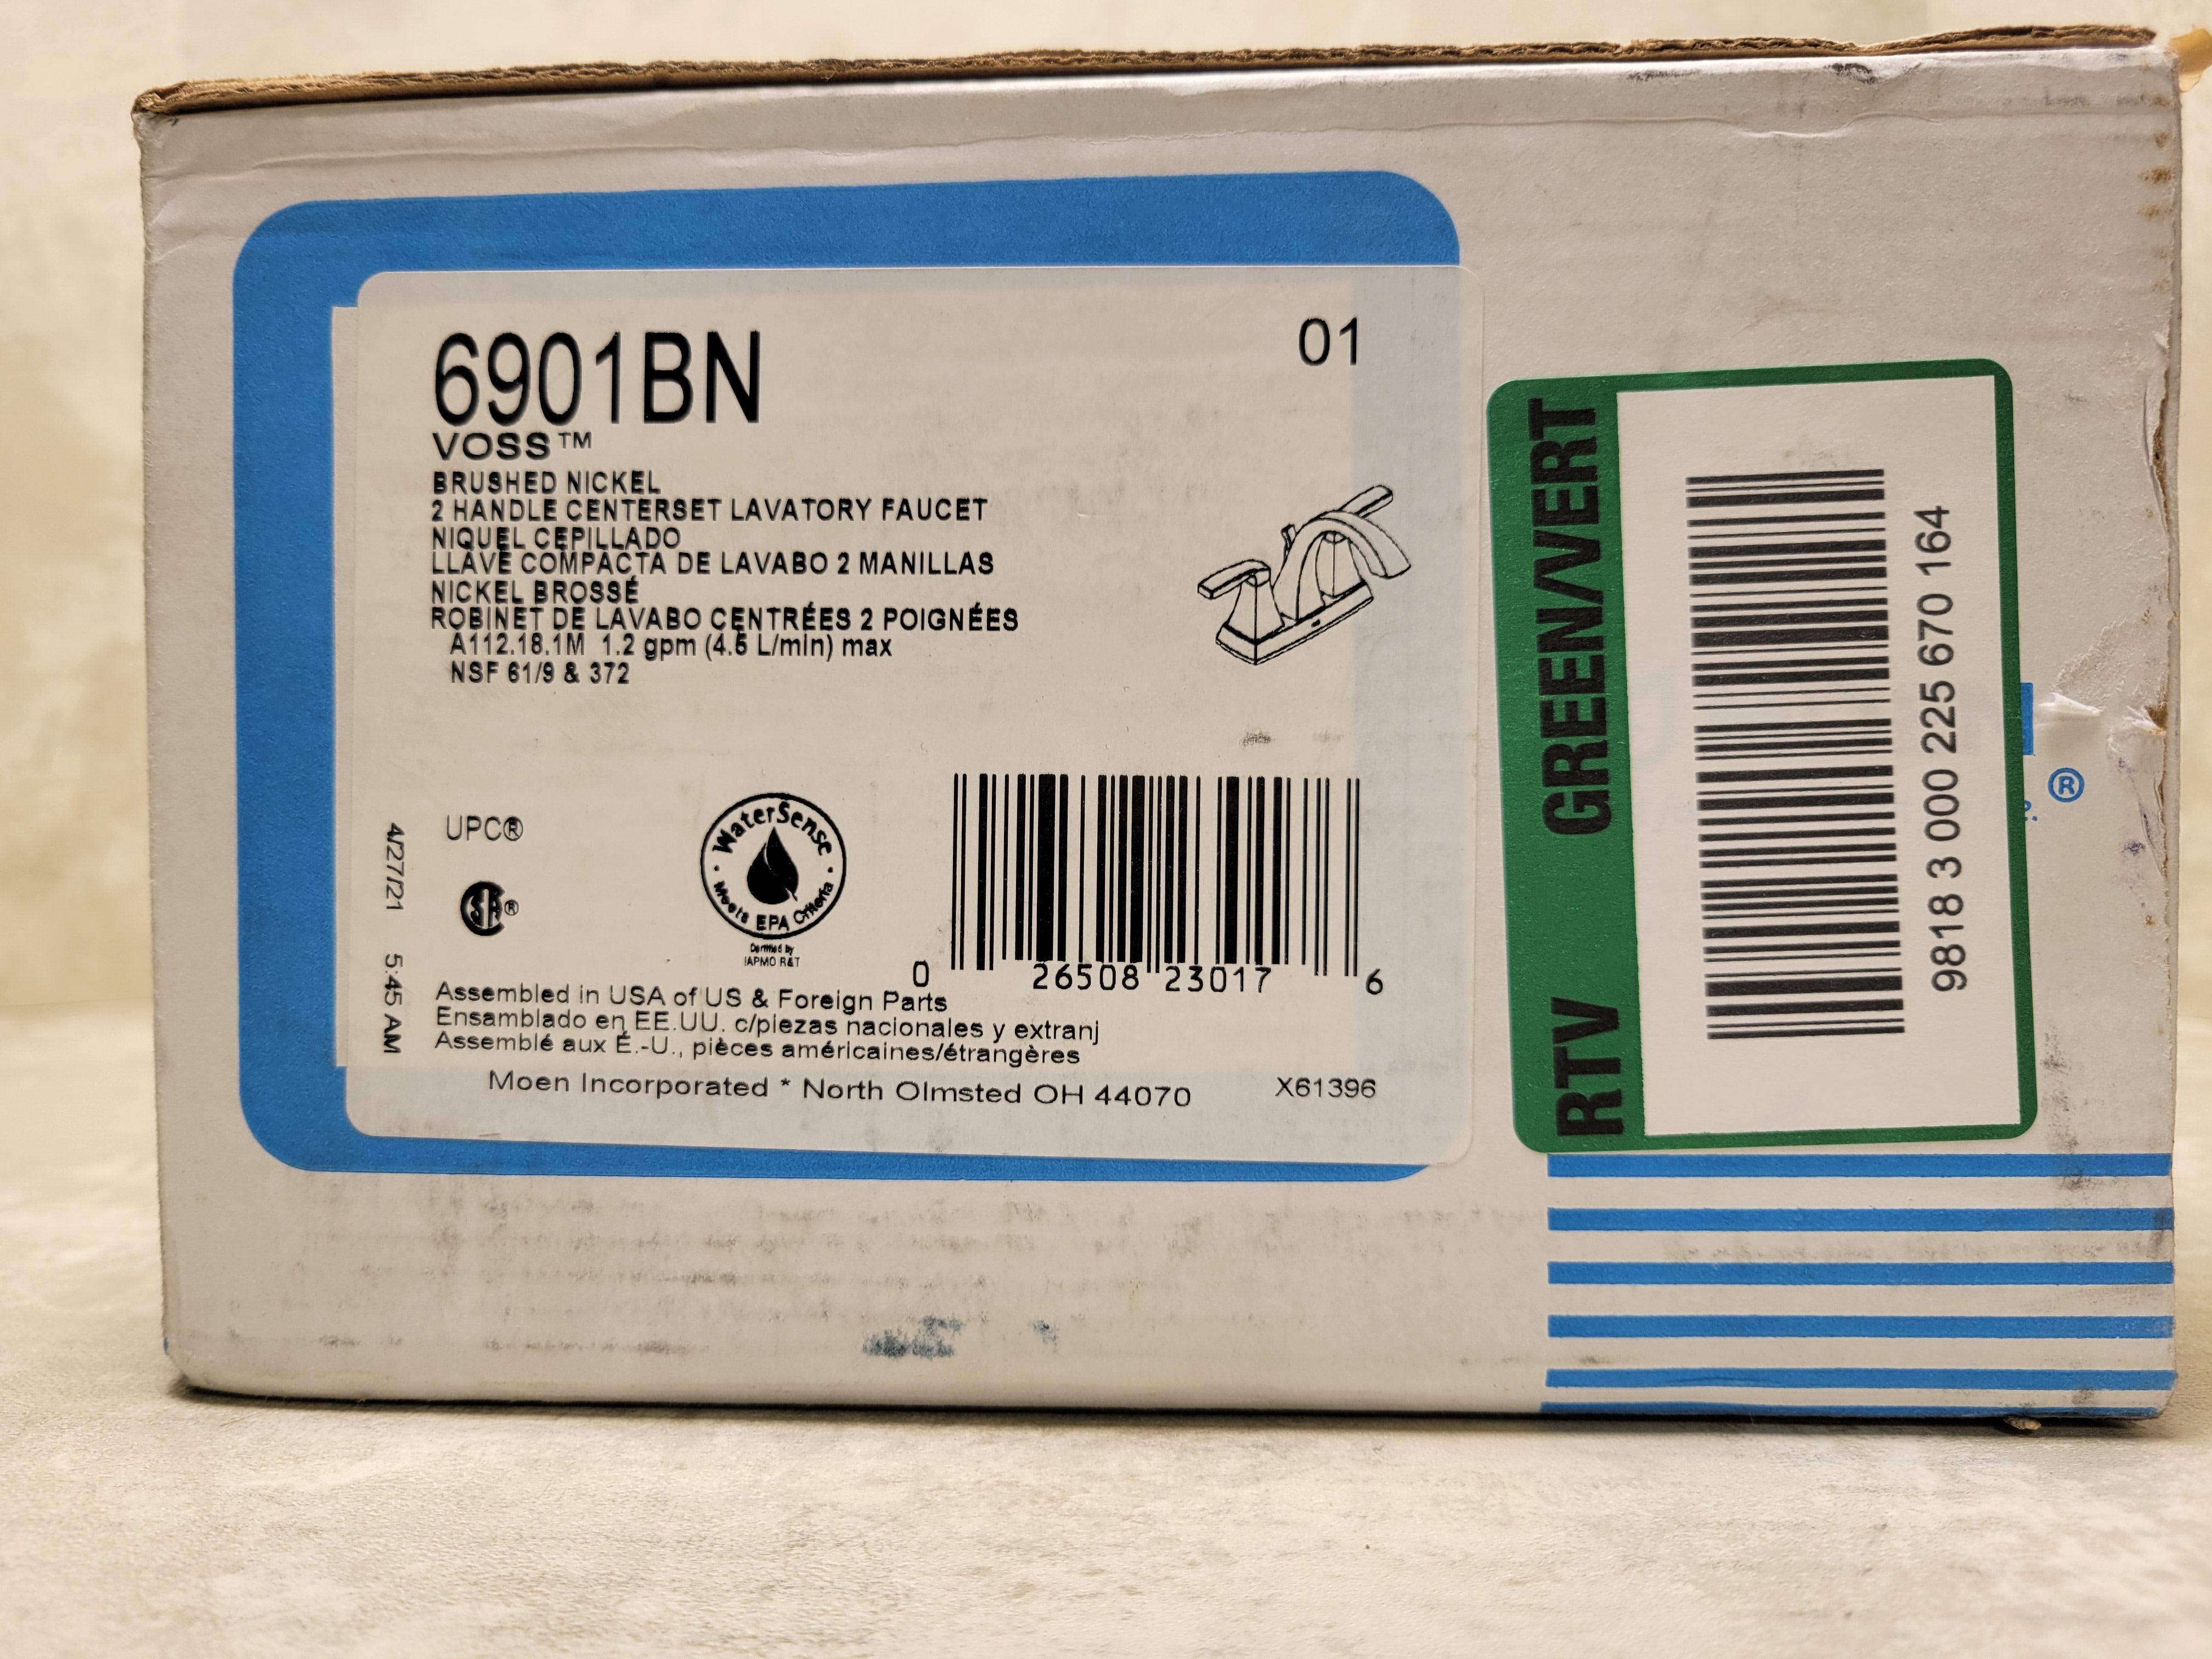 6901BN
01
VOSS™
BRUSHED NICKEL
2 HANDLE CENTERSET LAVATORY FAUCET
NIQUEL CEPILLADO
LLAVE COMPACTA DE LAVABO 2 MANILLAS
NICKEL BROSSÉ
ROBINET DE LAVABO CENTRÉES 2 POIGNÉES
A112.18.1M 1.2 gpm (4.5 L/min) max
NSF 61/9 & 372
4/27/21 5:45 AM
UPC®
SA®
WaterSense
Meets EPA Criteria
Certified by
IAPMO R&T
0 26508 23017 6
Assembled in USA of US & Foreign Parts
Ensamblado en EE.UU. c/piezas nacionales y extranj
Assemblé aux É.-U., pièces américaines/étrangères
Moen Incorporated * North Olmsted OH 44070
X61396
RTV GREEN/VERT
9818 3 000 225 670 164
®